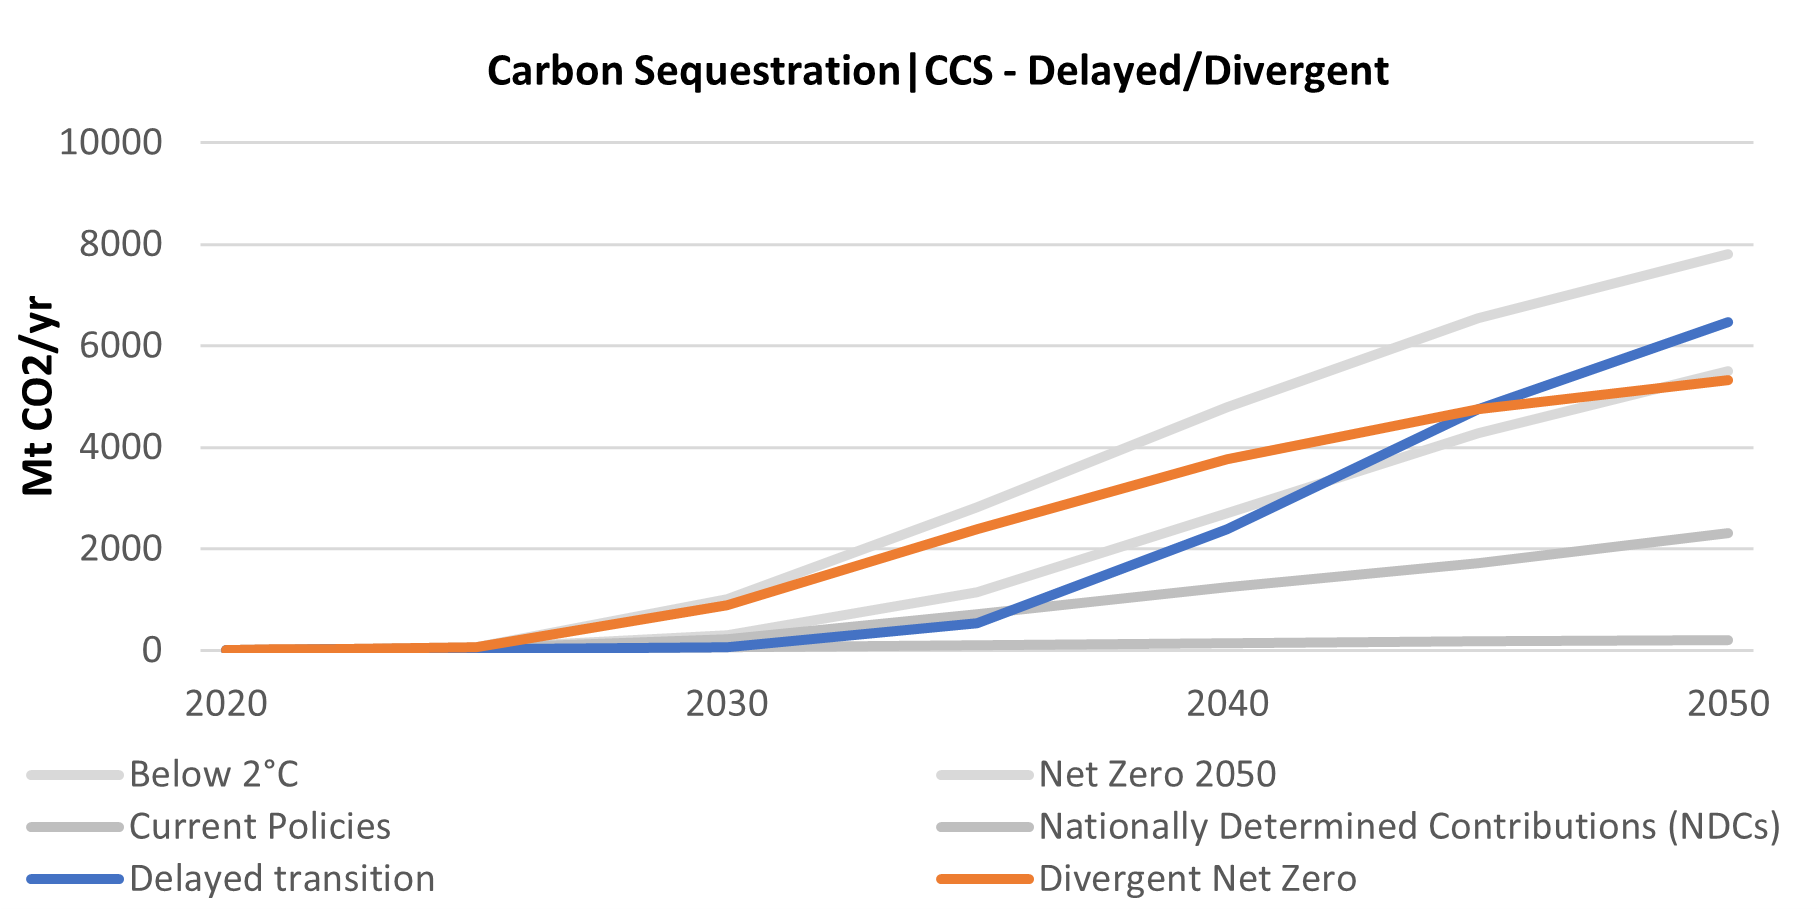 Carbon Sequestration|CCS - Delayed/Divergent
10000
8000
6000
4000
2000
0
Mt CO2/yr
2020 2030 2040 2050
Below 2°C Net Zero 2050
Current Policies Nationally Determined Contributions (NDCs)
Delayed transition Divergent Net Zero